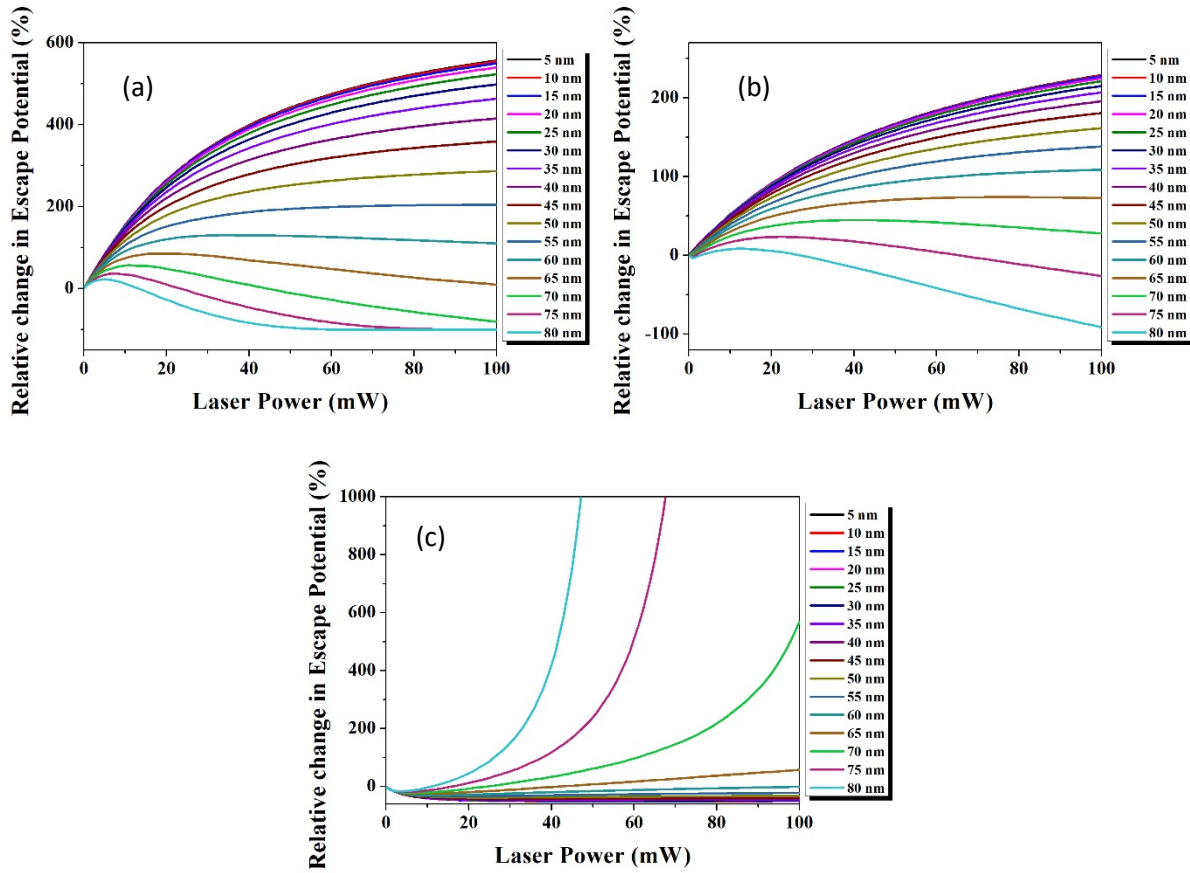 Relative change in Escape Potential (%)
600
400
200
0
0
20
40
60
80
100
Laser Power (mW)
(a)
5 nm
10 nm
15 nm
20 nm
25 nm
30 nm
35 nm
40 nm
45 nm
50 nm
55 nm
60 nm
65 nm
70 nm
75 nm
80 nm
Relative change in Escape Potential (%)
200
100
0
-100
0
20
40
60
80
100
Laser Power (mW)
(b)
5 nm
10 nm
15 nm
20 nm
25 nm
30 nm
35 nm
40 nm
45 nm
50 nm
55 nm
60 nm
65 nm
70 nm
75 nm
80 nm
Relative change in Escape Potential (%)
1000
800
600
400
200
0
0
20
40
60
80
100
Laser Power (mW)
(c)
5 nm
10 nm
15 nm
20 nm
25 nm
30 nm
35 nm
40 nm
45 nm
50 nm
55 nm
60 nm
65 nm
70 nm
75 nm
80 nm